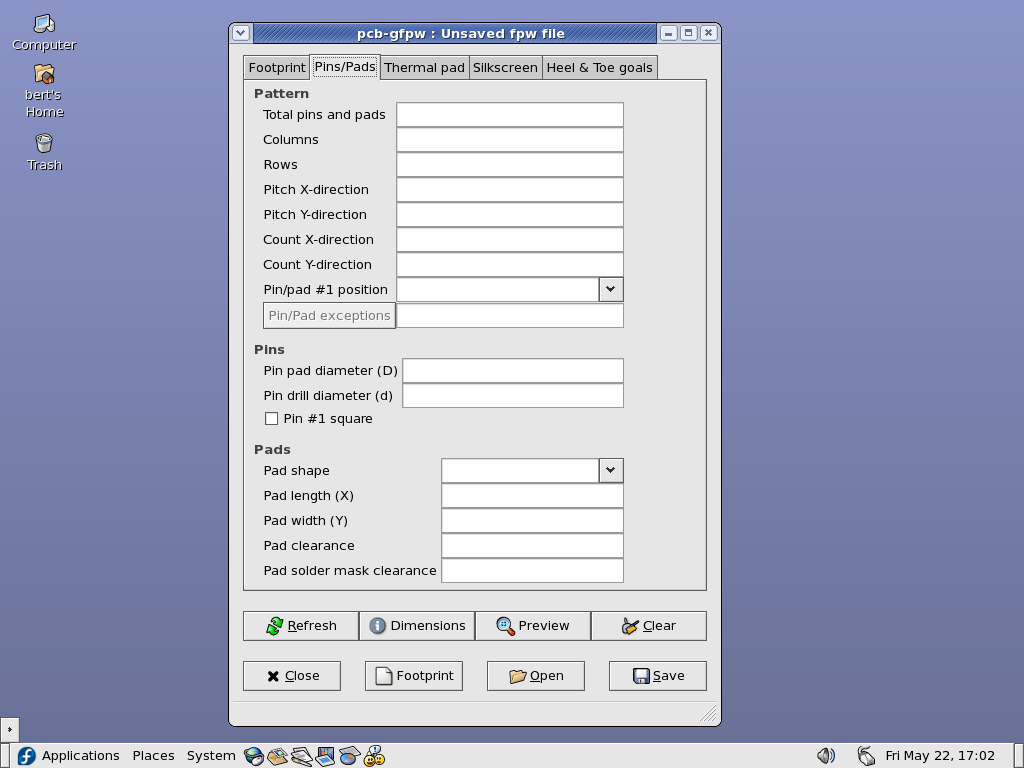 Computer
bert's
Home
Trash
pcb-gfpw : Unsaved fpw file
Footprint Pins/Pads Thermal pad Silkscreen Heel & Toe goals
Pattern
Total pins and pads
Columns
Rows
Pitch X-direction
Pitch Y-direction
Count X-direction
Count Y-direction
Pin/pad #1 position
Pin/Pad exceptions
Pins
Pin pad diameter (D)
Pin drill diameter (d)
Pin #1 square
Pads
Pad shape
Pad length (X)
Pad width (Y)
Pad clearance
Pad solder mask clearance
Refresh Dimensions Preview Clear
Close Footprint Open Save
Applications Places System Fri May 22, 17:02